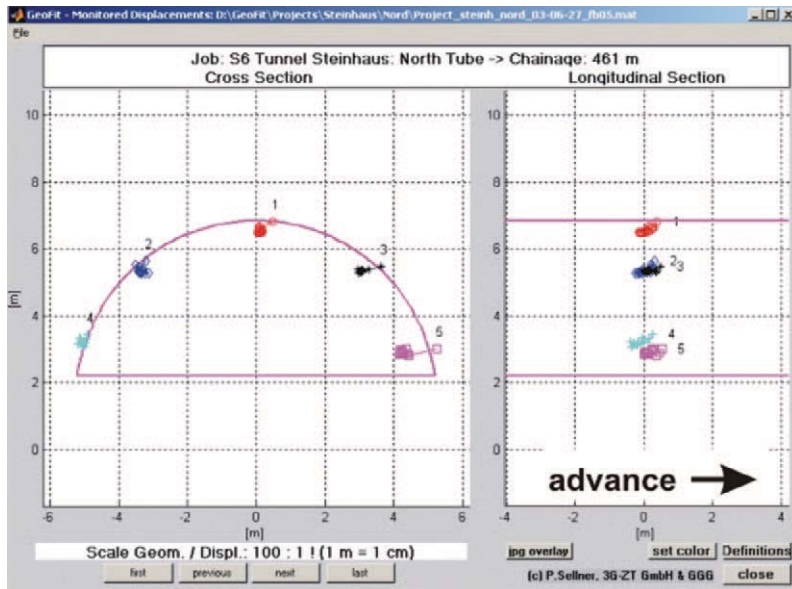 GeoFit - Monitored Displacements: D:\GeoFit\Projects\Steinhaus\Nord\Project_steinh_nord_03-06-27_fb05.mat
File
Job: S6 Tunnel Steinhaus: North Tube -> Chainage: 461 m
Cross Section Longitudinal Section
10 10
8 8
6 6
4 4
2 2
0 0
[m]
1
2
3
4
5
1
2
3
4
5
advance
-6 -4 -2 0 2 4 6 -4 -2 0 2 4
[m] [m]
Scale Geom. / Displ.: 100 : 1 ! (1 m = 1 cm)
jpg overlay set color Definitions
first previous next last
(c) P.Sellner, 3G-ZT GmbH & GGG close